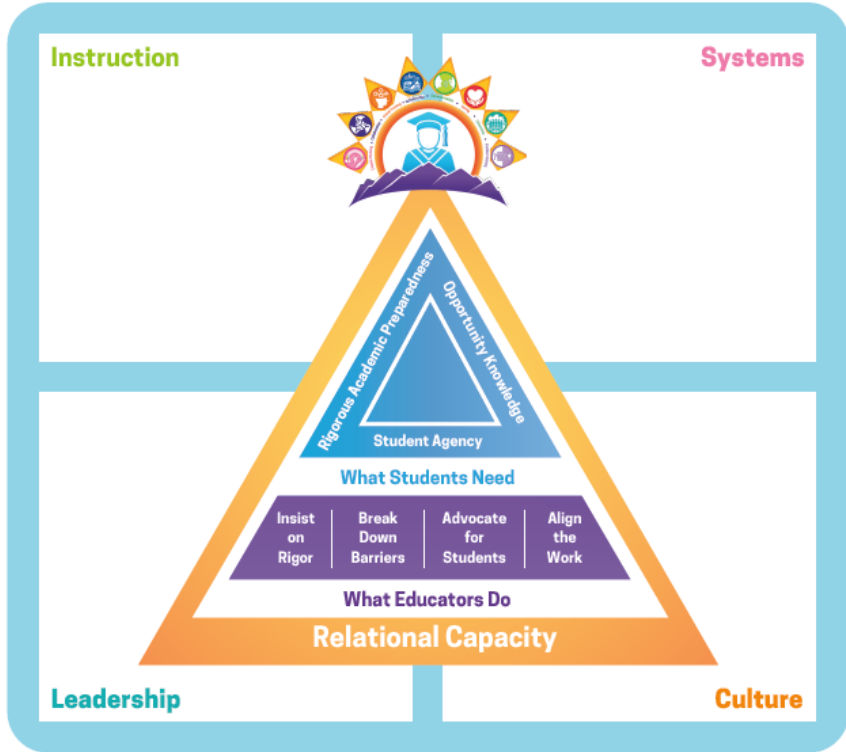 Instruction
Systems
Rigorous Academic Preparedness
Opportunity Knowledge
Student Agency
What Students Need
Insist
on
Rigor
Break
Down
Barriers
Advocate
for
Students
Align
the
Work
What Educators Do
Relational Capacity
Leadership
Culture